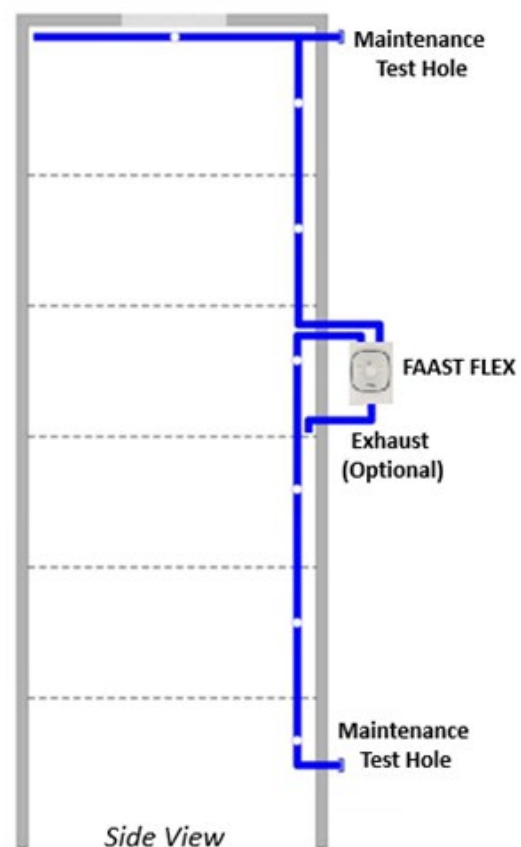 Maintenance
Test Hole
FAAST FLEX
Exhaust
(Optional)
Maintenance
Test Hole
Side View